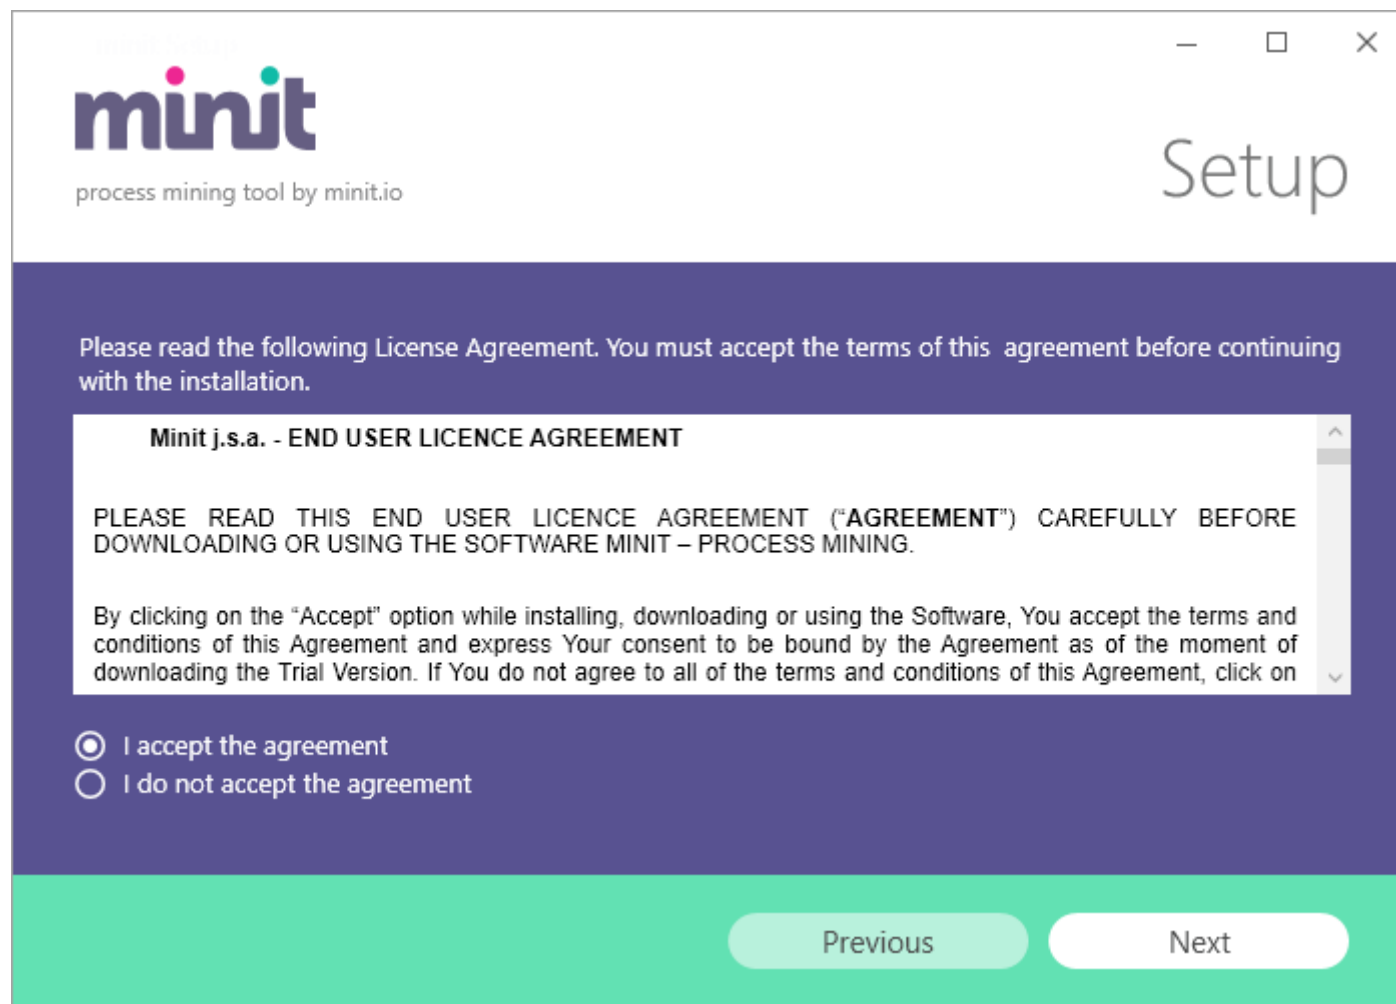 minit
process mining tool by minit.io
Setup
Please read the following License Agreement. You must accept the terms of this  agreement before continuing
with the installation.
Minit j.s.a. - END USER LICENCE AGREEMENT
PLEASE READ THIS END USER LICENCE AGREEMENT (“AGREEMENT”) CAREFULLY BEFORE
DOWNLOADING OR USING THE SOFTWARE MINIT – PROCESS MINING.
By clicking on the “Accept” option while installing, downloading or using the Software, You accept the terms and
conditions of this Agreement and express Your consent to be bound by the Agreement as of the moment of
downloading the Trial Version. If You do not agree to all of the terms and conditions of this Agreement, click on
I accept the agreement
I do not accept the agreement
Previous
Next